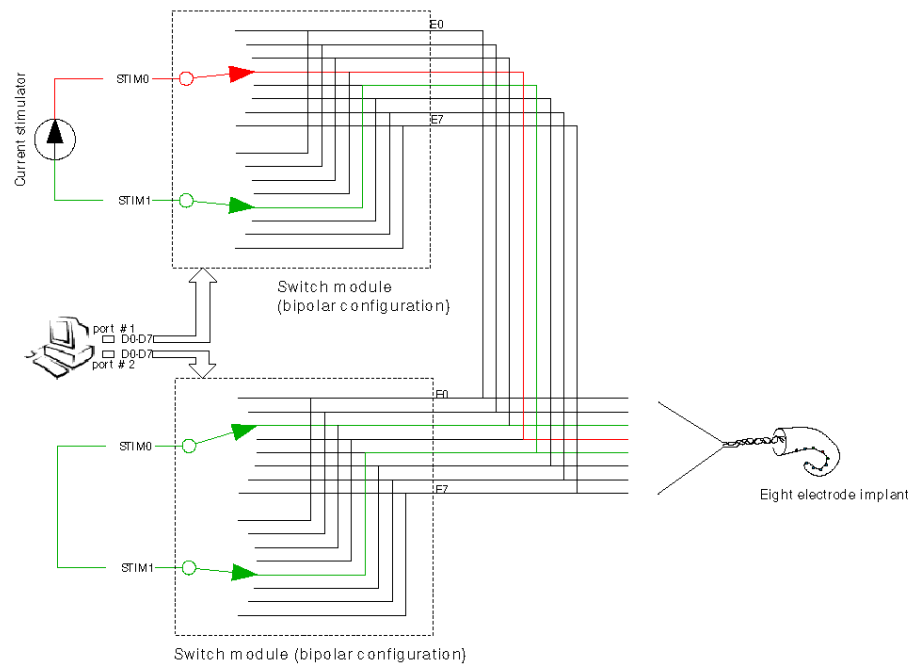 E0
STIM0
Current stimulator
E7
STIM1
Switch module
(bipolar configuration)
port # 1
D0-D7
D0-D7
port # 2
E0
STIM0
E7
Eight electrode implant
STIM1
Switch module (bipolar configuration)